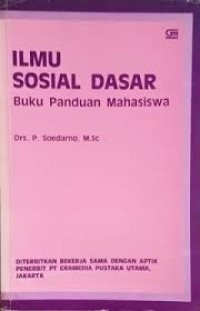 ILMU
SOSIAL DASAR
Buku Panduan Mahasiswa
Drs. P. Soedarno, M.Sc
DITERBITKAN BEKERJA SAMA DENGAN APTIK
PENERBIT PT GRAMEDIA PUSTAKA UTAMA,
JAKARTA